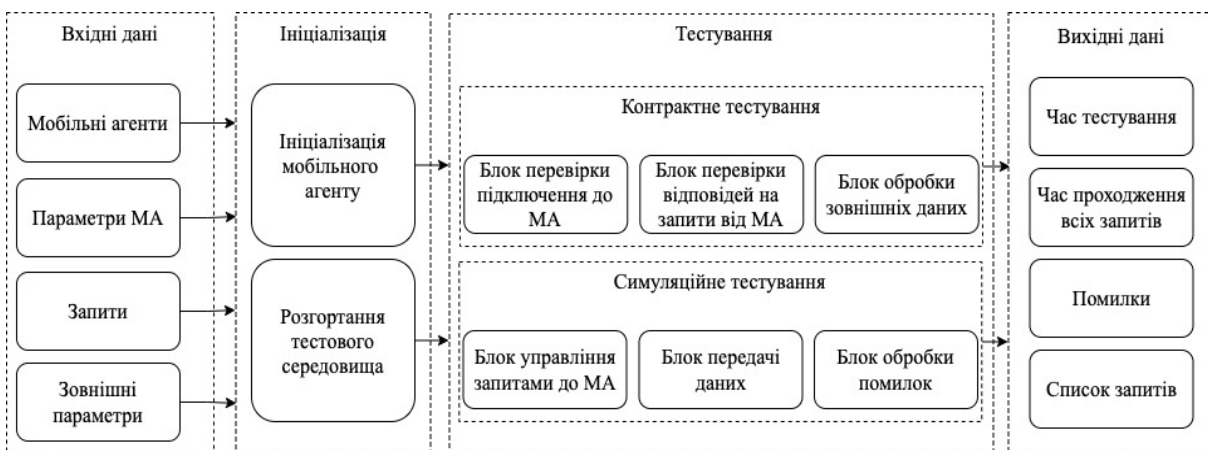 Вхідні дані
Мобільні агенти
Параметри МА
Запити
Зовнішні
параметри
Ініціалізація
Ініціалізація
мобільного
агенту
Розгортання
тестового
середовища
Тестування
Контрактне тестування
Блок перевірки
підключення до
МА
Блок перевірки
відповідей на
запити від МА
Блок обробки
зовнішніх даних
Симуляційне тестування
Блок управління
запитами до МА
Блок передачі
даних
Блок обробки
помилок
Вихідні дані
Час тестування
Час проходження
всіх запитів
Помилки
Список запитів